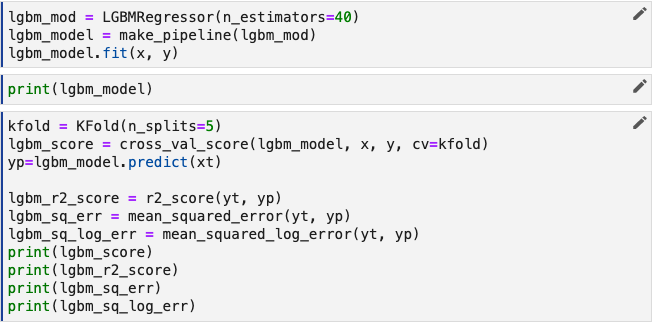 lgbm_mod = LGBMRegressor(n_estimators=40)
lgbm_model = make_pipeline(lgbm_mod)
lgbm_model.fit(x, y)
print(lgbm_model)
kfold = KFold(n_splits=5)
lgbm_score = cross_val_score(lgbm_model, x, y, cv=kfold)
yp=lgbm_model.predict(xt)
lgbm_r2_score = r2_score(yt, yp)
lgbm_sq_err = mean_squared_error(yt, yp)
lgbm_sq_log_err = mean_squared_log_error(yt, yp)
print(lgbm_score)
print(lgbm_r2_score)
print(lgbm_sq_err)
print(lgbm_sq_log_err)